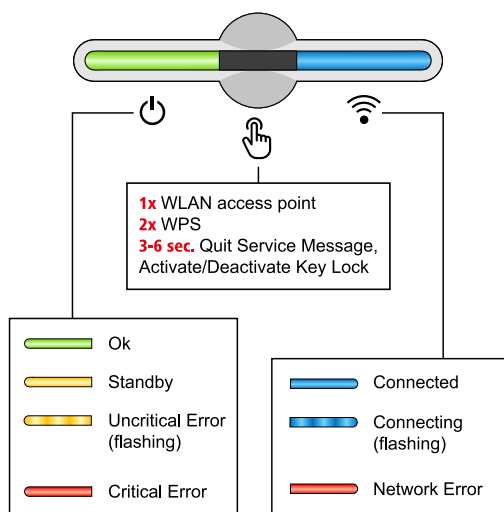 1x WLAN access point
2x WPS
3-6 sec. Quit Service Message,
Activate/Deactivate Key Lock
Ok
Standby
Uncritical Error
(flashing)
Critical Error
Connected
Connecting
(flashing)
Network Error